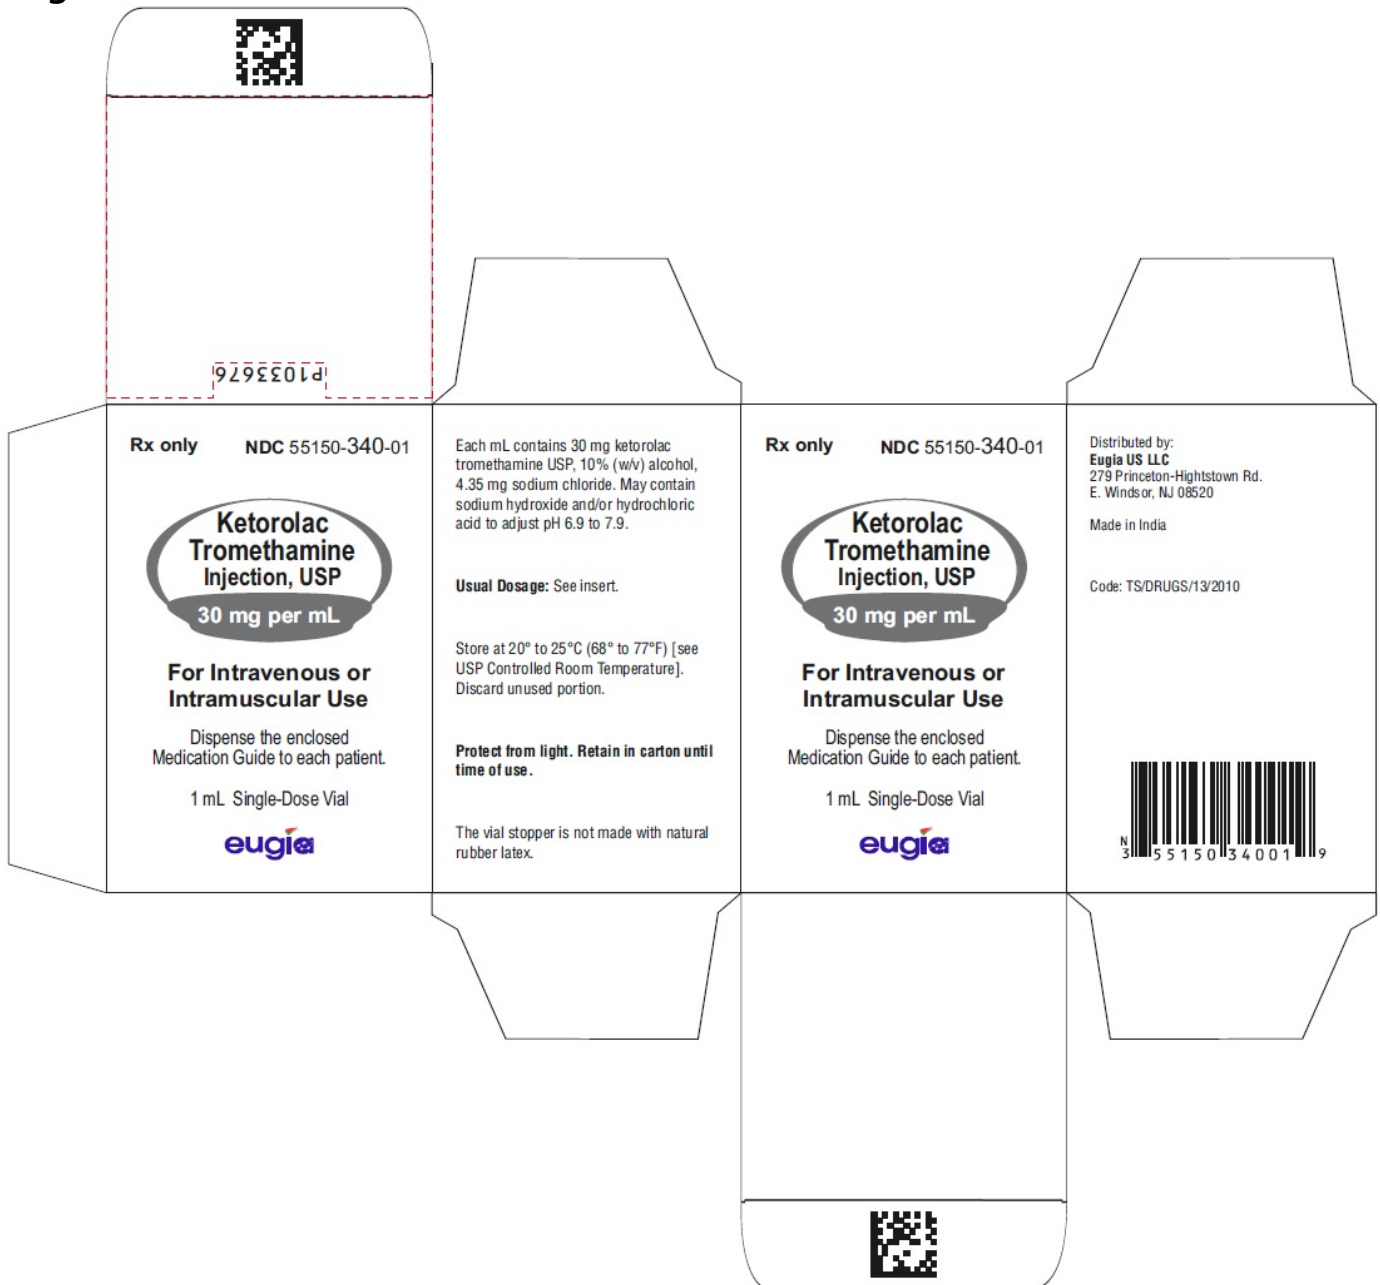 P1033676
Rx only NDC 55150-340-01
Ketorolac
Tromethamine
Injection, USP
30 mg per mL
For Intravenous or
Intramuscular Use
Dispense the enclosed
Medication Guide to each patient.
1 mL Single-Dose Vial
eugia
Each mL contains 30 mg ketorolac
tromethamine USP, 10% (w/v) alcohol,
4.35 mg sodium chloride. May contain
sodium hydroxide and/or hydrochloric
acid to adjust pH 6.9 to 7.9.
Usual Dosage: See insert.
Store at 20° to 25°C (68° to 77°F) [see
USP Controlled Room Temperature].
Discard unused portion.
Protect from light. Retain in carton until
time of use.
The vial stopper is not made with natural
rubber latex.
Rx only NDC 55150-340-01
Ketorolac
Tromethamine
Injection, USP
30 mg per mL
For Intravenous or
Intramuscular Use
Dispense the enclosed
Medication Guide to each patient.
1 mL Single-Dose Vial
eugia
Distributed by:
Eugia US LLC
279 Princeton-Hightstown Rd.
E. Windsor, NJ 08520
Made in India
Code: TS/DRUGS/13/2010
N
3 55150 34001 9